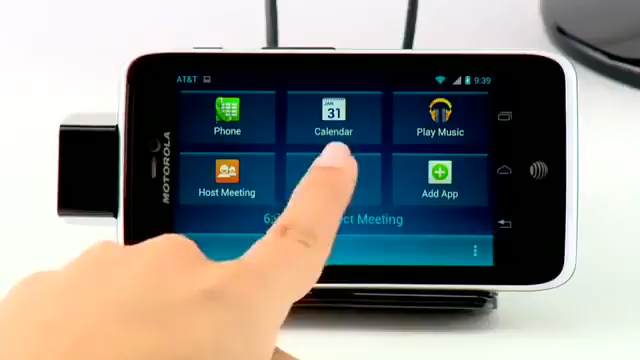 AT&T
9:39
Phone
JAN
31
Calendar
Play Music
Host Meeting
Add App
ct Meeting
MOTOROLA